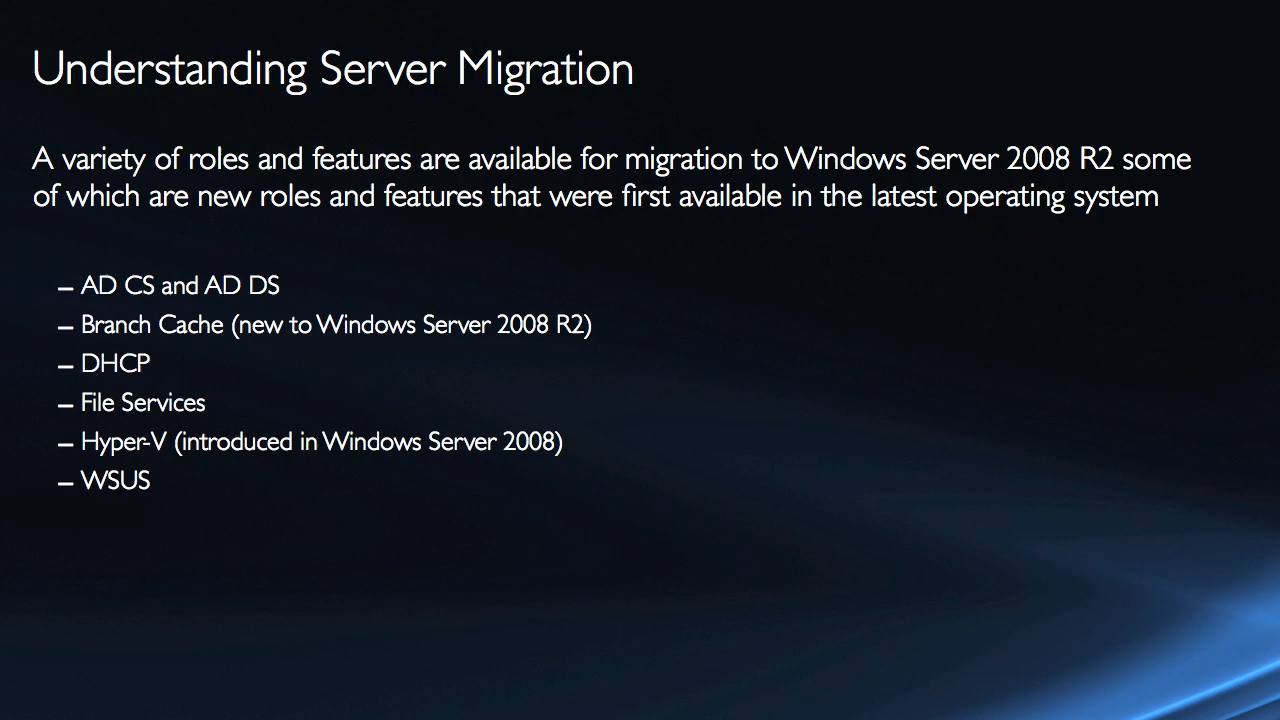 Understanding Server Migration
A variety of roles and features are available for migration to Windows Server 2008 R2 some
of which are new roles and features that were first available in the latest operating system
– AD CS and AD DS
– Branch Cache (new to Windows Server 2008 R2)
– DHCP
– File Services
– Hyper-V (introduced in Windows Server 2008)
– WSUS